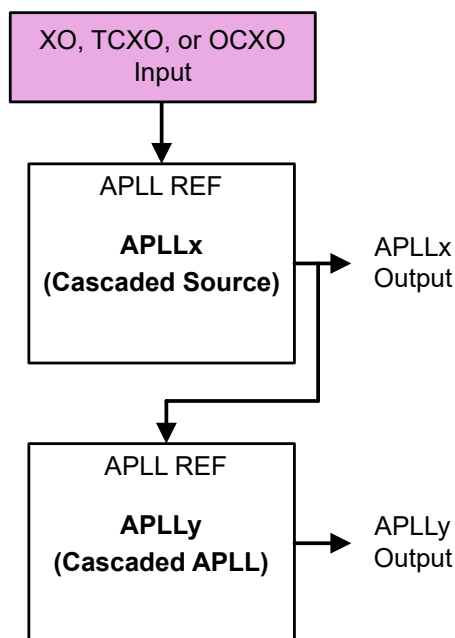 XO, TCXO, or OCXO
Input
APLL REF
APLLx
(Cascaded Source)
APLLx
Output
APLL REF
APLLy
(Cascaded APLL)
APLLy
Output